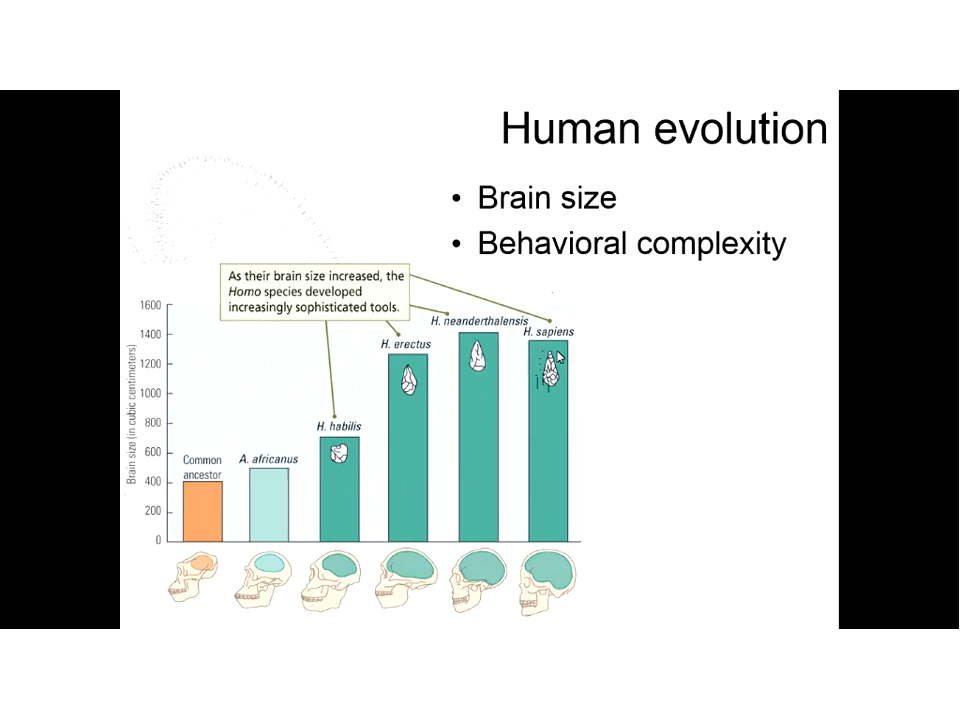 Human evolution
• Brain size
• Behavioral complexity
As their brain size increased, the
Homo species developed
increasingly sophisticated tools.
Brain size (in cubic centimeters)
1600
1400
1200
1000
800
600
400
200
0
Common
ancestor
A. africanus
H. habilis
H. erectus
H. neanderthalensis
H. sapiens